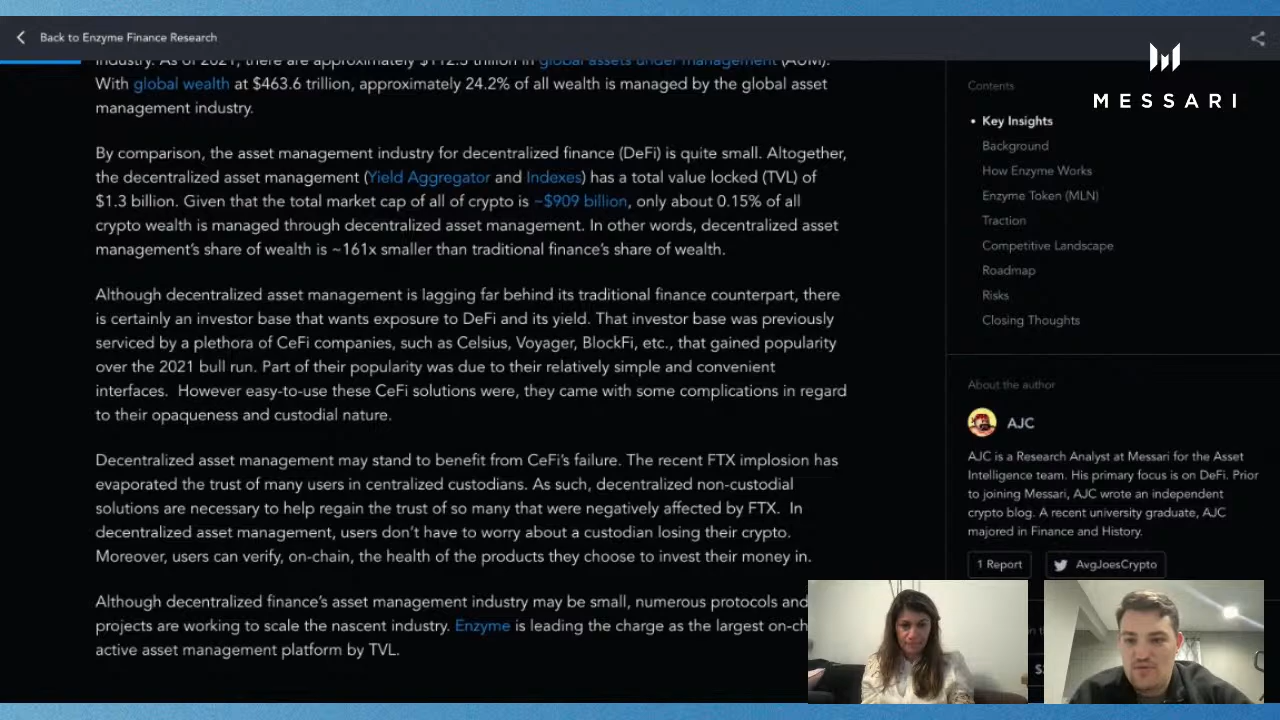 Back to Enzyme Finance Research
MESSARI
industry. As of 2021, there are approximately $112.3 trillion in global assets under management (AUM).
With global wealth at $463.6 trillion, approximately 24.2% of all wealth is managed by the global asset
management industry.
By comparison, the asset management industry for decentralized finance (DeFi) is quite small. Altogether,
the decentralized asset management (Yield Aggregator and Indexes) has a total value locked (TVL) of
$1.3 billion. Given that the total market cap of all of crypto is ~$909 billion, only about 0.15% of all
crypto wealth is managed through decentralized asset management. In other words, decentralized asset
management’s share of wealth is ~161x smaller than traditional finance’s share of wealth.
Although decentralized asset management is lagging far behind its traditional finance counterpart, there
is certainly an investor base that wants exposure to DeFi and its yield. That investor base was previously
serviced by a plethora of CeFi companies, such as Celsius, Voyager, BlockFi, etc., that gained popularity
over the 2021 bull run. Part of their popularity was due to their relatively simple and convenient
interfaces. However easy-to-use these CeFi solutions were, they came with some complications in regard
to their opaqueness and custodial nature.
Decentralized asset management may stand to benefit from CeFi’s failure. The recent FTX implosion has
evaporated the trust of many users in centralized custodians. As such, decentralized non-custodial
solutions are necessary to help regain the trust of so many that were negatively affected by FTX. In
decentralized asset management, users don’t have to worry about a custodian losing their crypto.
Moreover, users can verify, on-chain, the health of the products they choose to invest their money in.
Although decentralized finance’s asset management industry may be small, numerous protocols and
projects are working to scale the nascent industry. Enzyme is leading the charge as the largest on-ch
active asset management platform by TVL.
Contents
• Key Insights
Background
How Enzyme Works
Enzyme Token (MLN)
Traction
Competitive Landscape
Roadmap
Risks
Closing Thoughts
About the author
AJC
AJC is a Research Analyst at Messari for the Asset
Intelligence team. His primary focus is on DeFi. Prior
to joining Messari, AJC wrote an independent
crypto blog. A recent university graduate, AJC
majored in Finance and History.
1 Report
AvgJoesCrypto